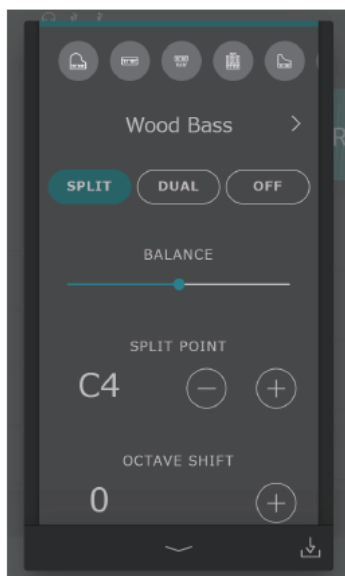 Wood Bass
SPLIT DUAL OFF
BALANCE
SPLIT POINT
C4
OCTAVE SHIFT
0